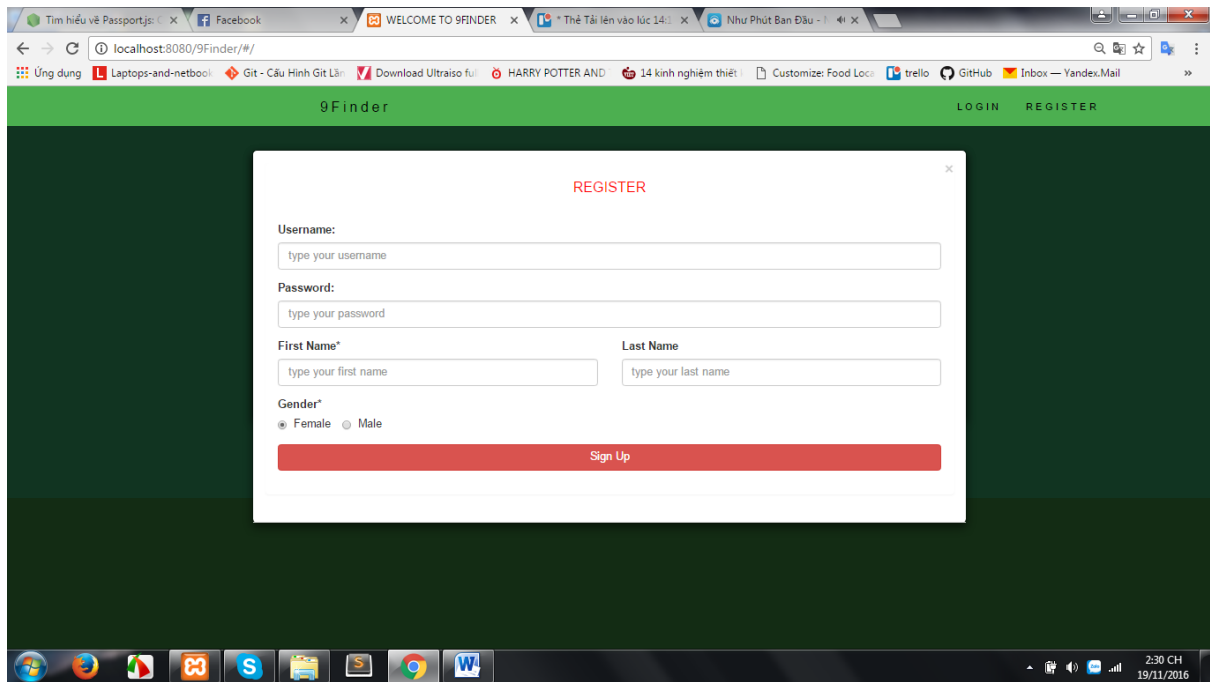 Tìm hiểu về Passport.js: C
Facebook
WELCOME TO 9FINDER
* Thẻ Tải lên vào lúc 14:1
Như Phút Ban Đầu - N
localhost:8080/9Finder/#/
Ứng dụng
Laptops-and-netbook
Git - Cấu Hình Git Lần
Download Ultraiso ful
HARRY POTTER AND
14 kinh nghiệm thiết
Customize: Food Loca
trello
GitHub
Inbox — Yandex.Mail
»
9Finder
LOGIN
REGISTER
×
REGISTER
Username:
type your username
Password:
type your password
First Name*
Last Name
type your first name
type your last name
Gender*
Female
Male
Sign Up
2:30 CH
19/11/2016